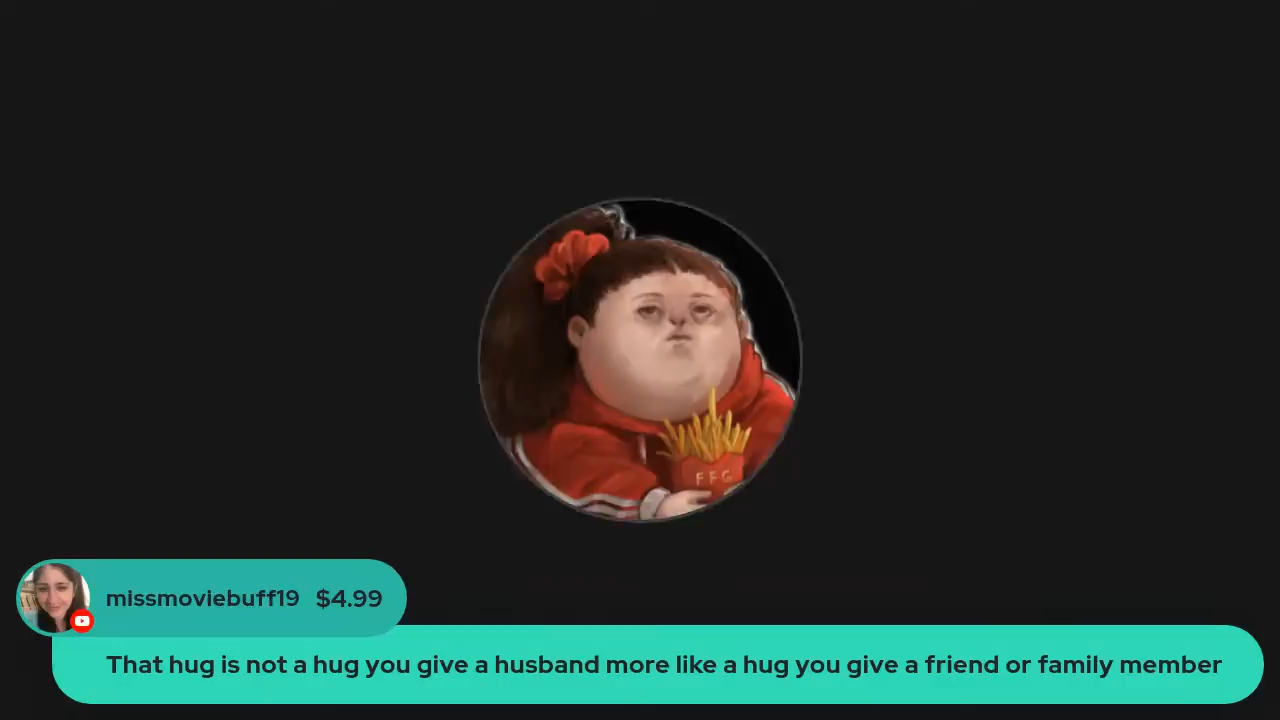 FFG
missmoviebuff19 $4.99
That hug is not a hug you give a husband more like a hug you give a friend or family member